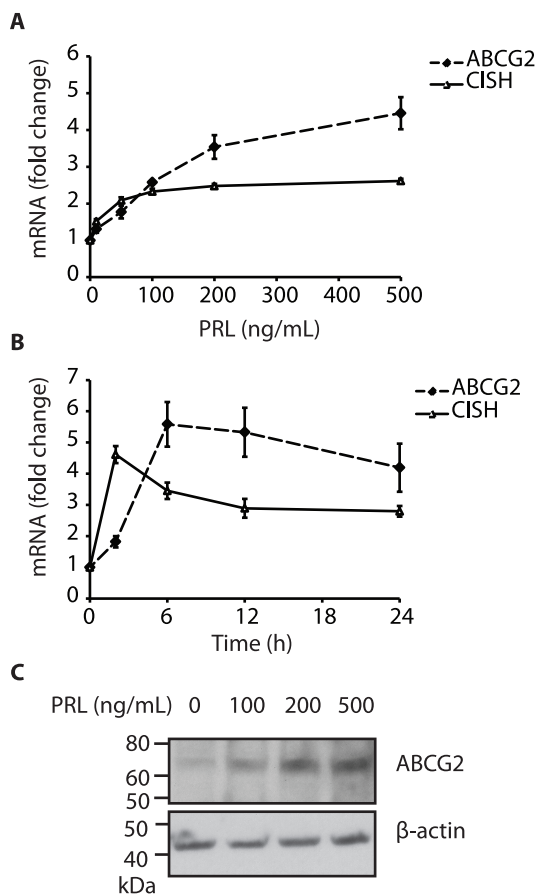 A
6
5
4
3
2
1
0
mRNA (fold change)
0 100 200 300 400 500
PRL (ng/mL)
ABCG2
CISH
B
7
6
5
4
3
2
1
0
mRNA (fold change)
0 6 12 18 24
Time (h)
ABCG2
CISH
C
PRL (ng/mL) 0 100 200 500
80
60
50
ABCG2
50
40
β-actin
kDa